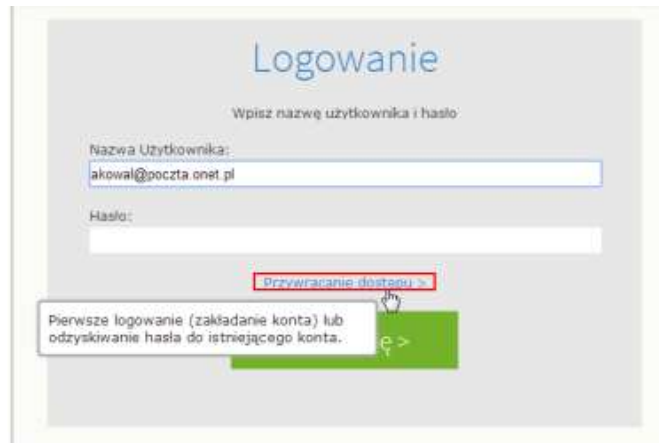 Logowanie
Wpisz nazwę użytkownika i hasło
Nazwa Użytkownika:
akowal@poczta.onet.pl
Hasło:
Przywracanie dostępu >
Pierwsze logowanie (zakładanie konta) lub
odzyskiwanie hasła do istniejącego konta.
ę >